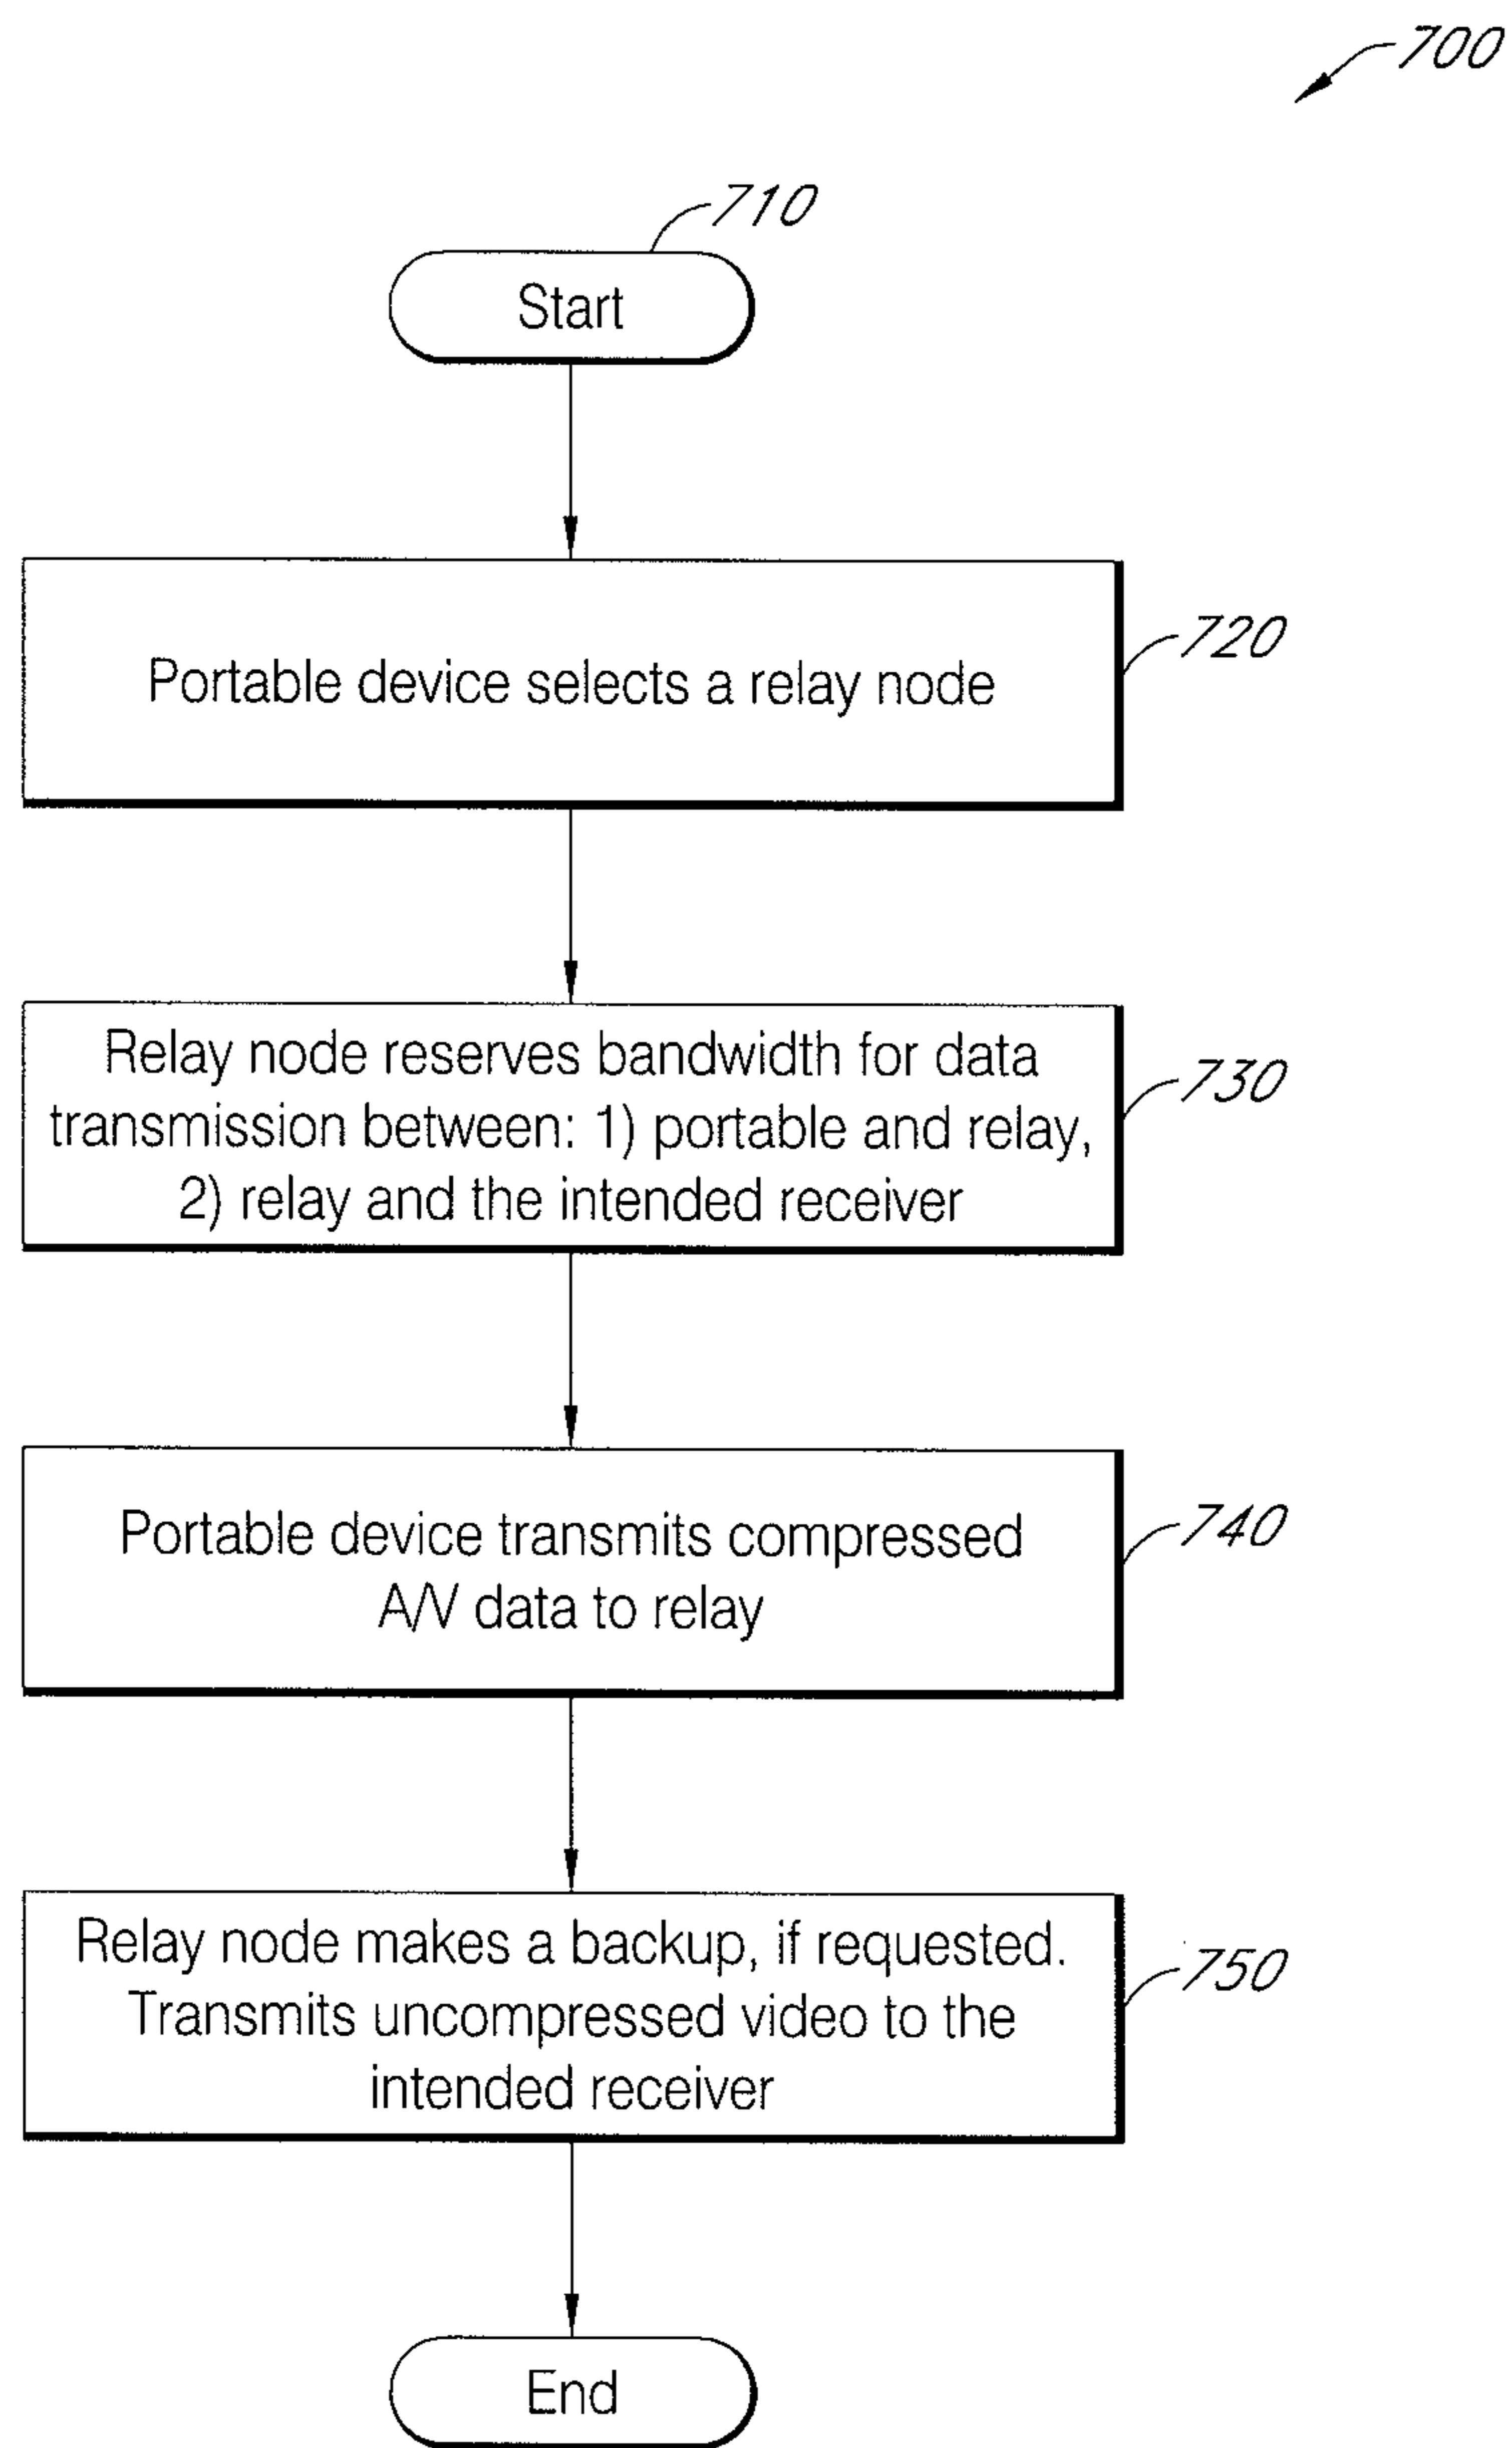 700
710
Start
Portable device selects a relay node
720
Relay node reserves bandwidth for data
transmission between: 1) portable and relay,
2) relay and the intended receiver
730
Portable device transmits compressed
A/V data to relay
740
Relay node makes a backup, if requested.
Transmits uncompressed video to the
intended receiver
750
End